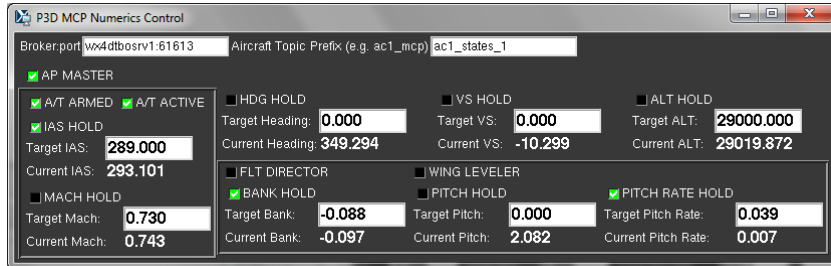 P3D MCP Numerics Control
Broker:port wx4dtbosrv1:61613 Aircraft Topic Prefix (e.g. ac1_mcp) ac1_states_1
AP MASTER
A/T ARMED A/T ACTIVE HDG HOLD VS HOLD ALT HOLD
IAS HOLD Target Heading: 0.000 Target VS: 0.000 Target ALT: 29000.000
Target IAS: 289.000 Current Heading: 349.294 Current VS: -10.299 Current ALT: 29019.872
Current IAS: 293.101 FLT DIRECTOR WING LEVELER
MACH HOLD BANK HOLD PITCH HOLD PITCH RATE HOLD
Target Mach: 0.730 Target Bank: -0.088 Target Pitch: 0.000 Target Pitch Rate: 0.039
Current Mach: 0.743 Current Bank: -0.097 Current Pitch: 2.082 Current Pitch Rate: 0.007